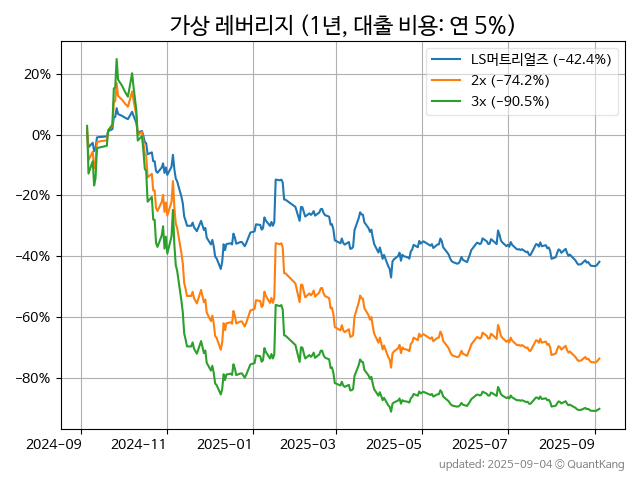 가상 레버리지 (1년, 대출 비용: 연 5%)
LS머트리얼즈 (−42.4%)
2x (−74.2%)
3x (−90.5%)
20%
0%
−20%
−40%
−60%
−80%
2024-09 2024-11 2025-01 2025-03 2025-05 2025-07 2025-09
updated: 2025-09-04 © QuantKang